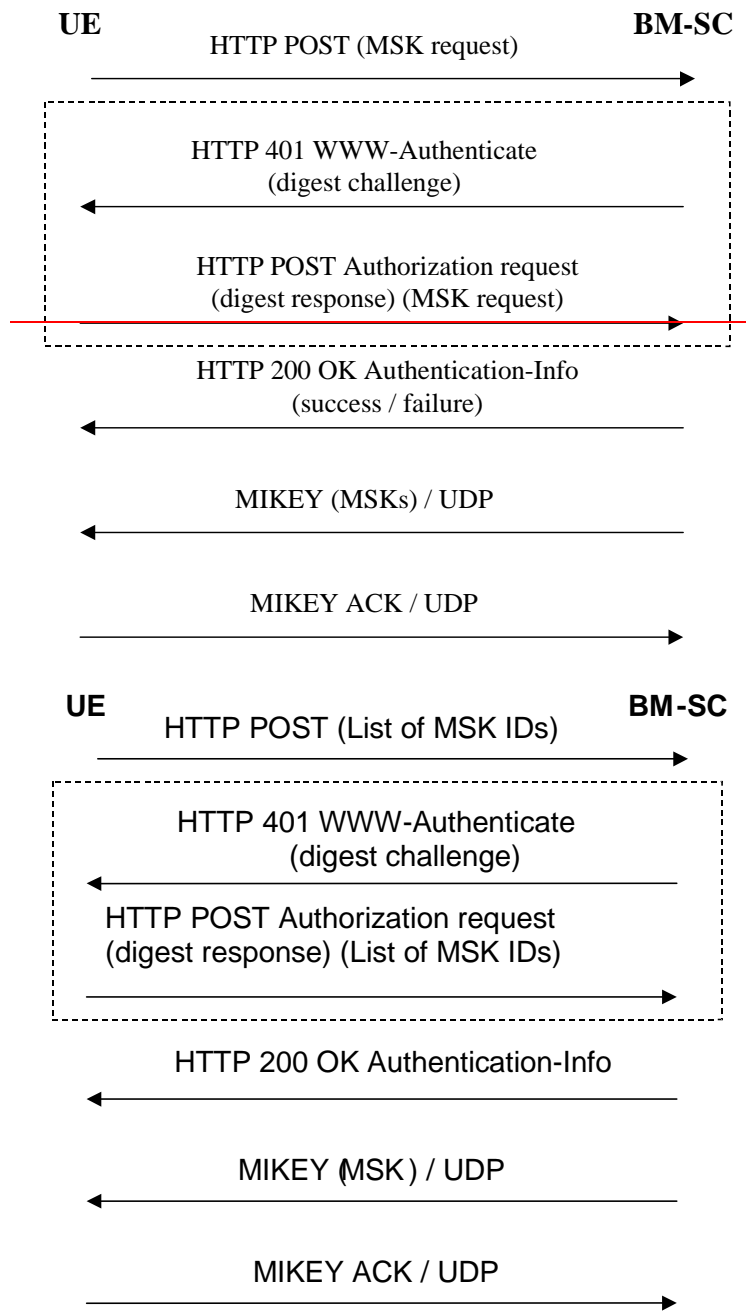 UE BM-SC
HTTP POST (MSK request)
HTTP 401 WWW-Authenticate
(digest challenge)
HTTP POST Authorization request
(digest response) (MSK request)
HTTP 200 OK Authentication-Info
(success / failure)
MIKEY (MSKs) / UDP
MIKEY ACK / UDP
UE BM-SC
HTTP POST (List of MSK IDs)
HTTP 401 WWW-Authenticate
(digest challenge)
HTTP POST Authorization request
(digest response) (List of MSK IDs)
HTTP 200 OK Authentication-Info
MIKEY (MSK) / UDP
MIKEY ACK / UDP